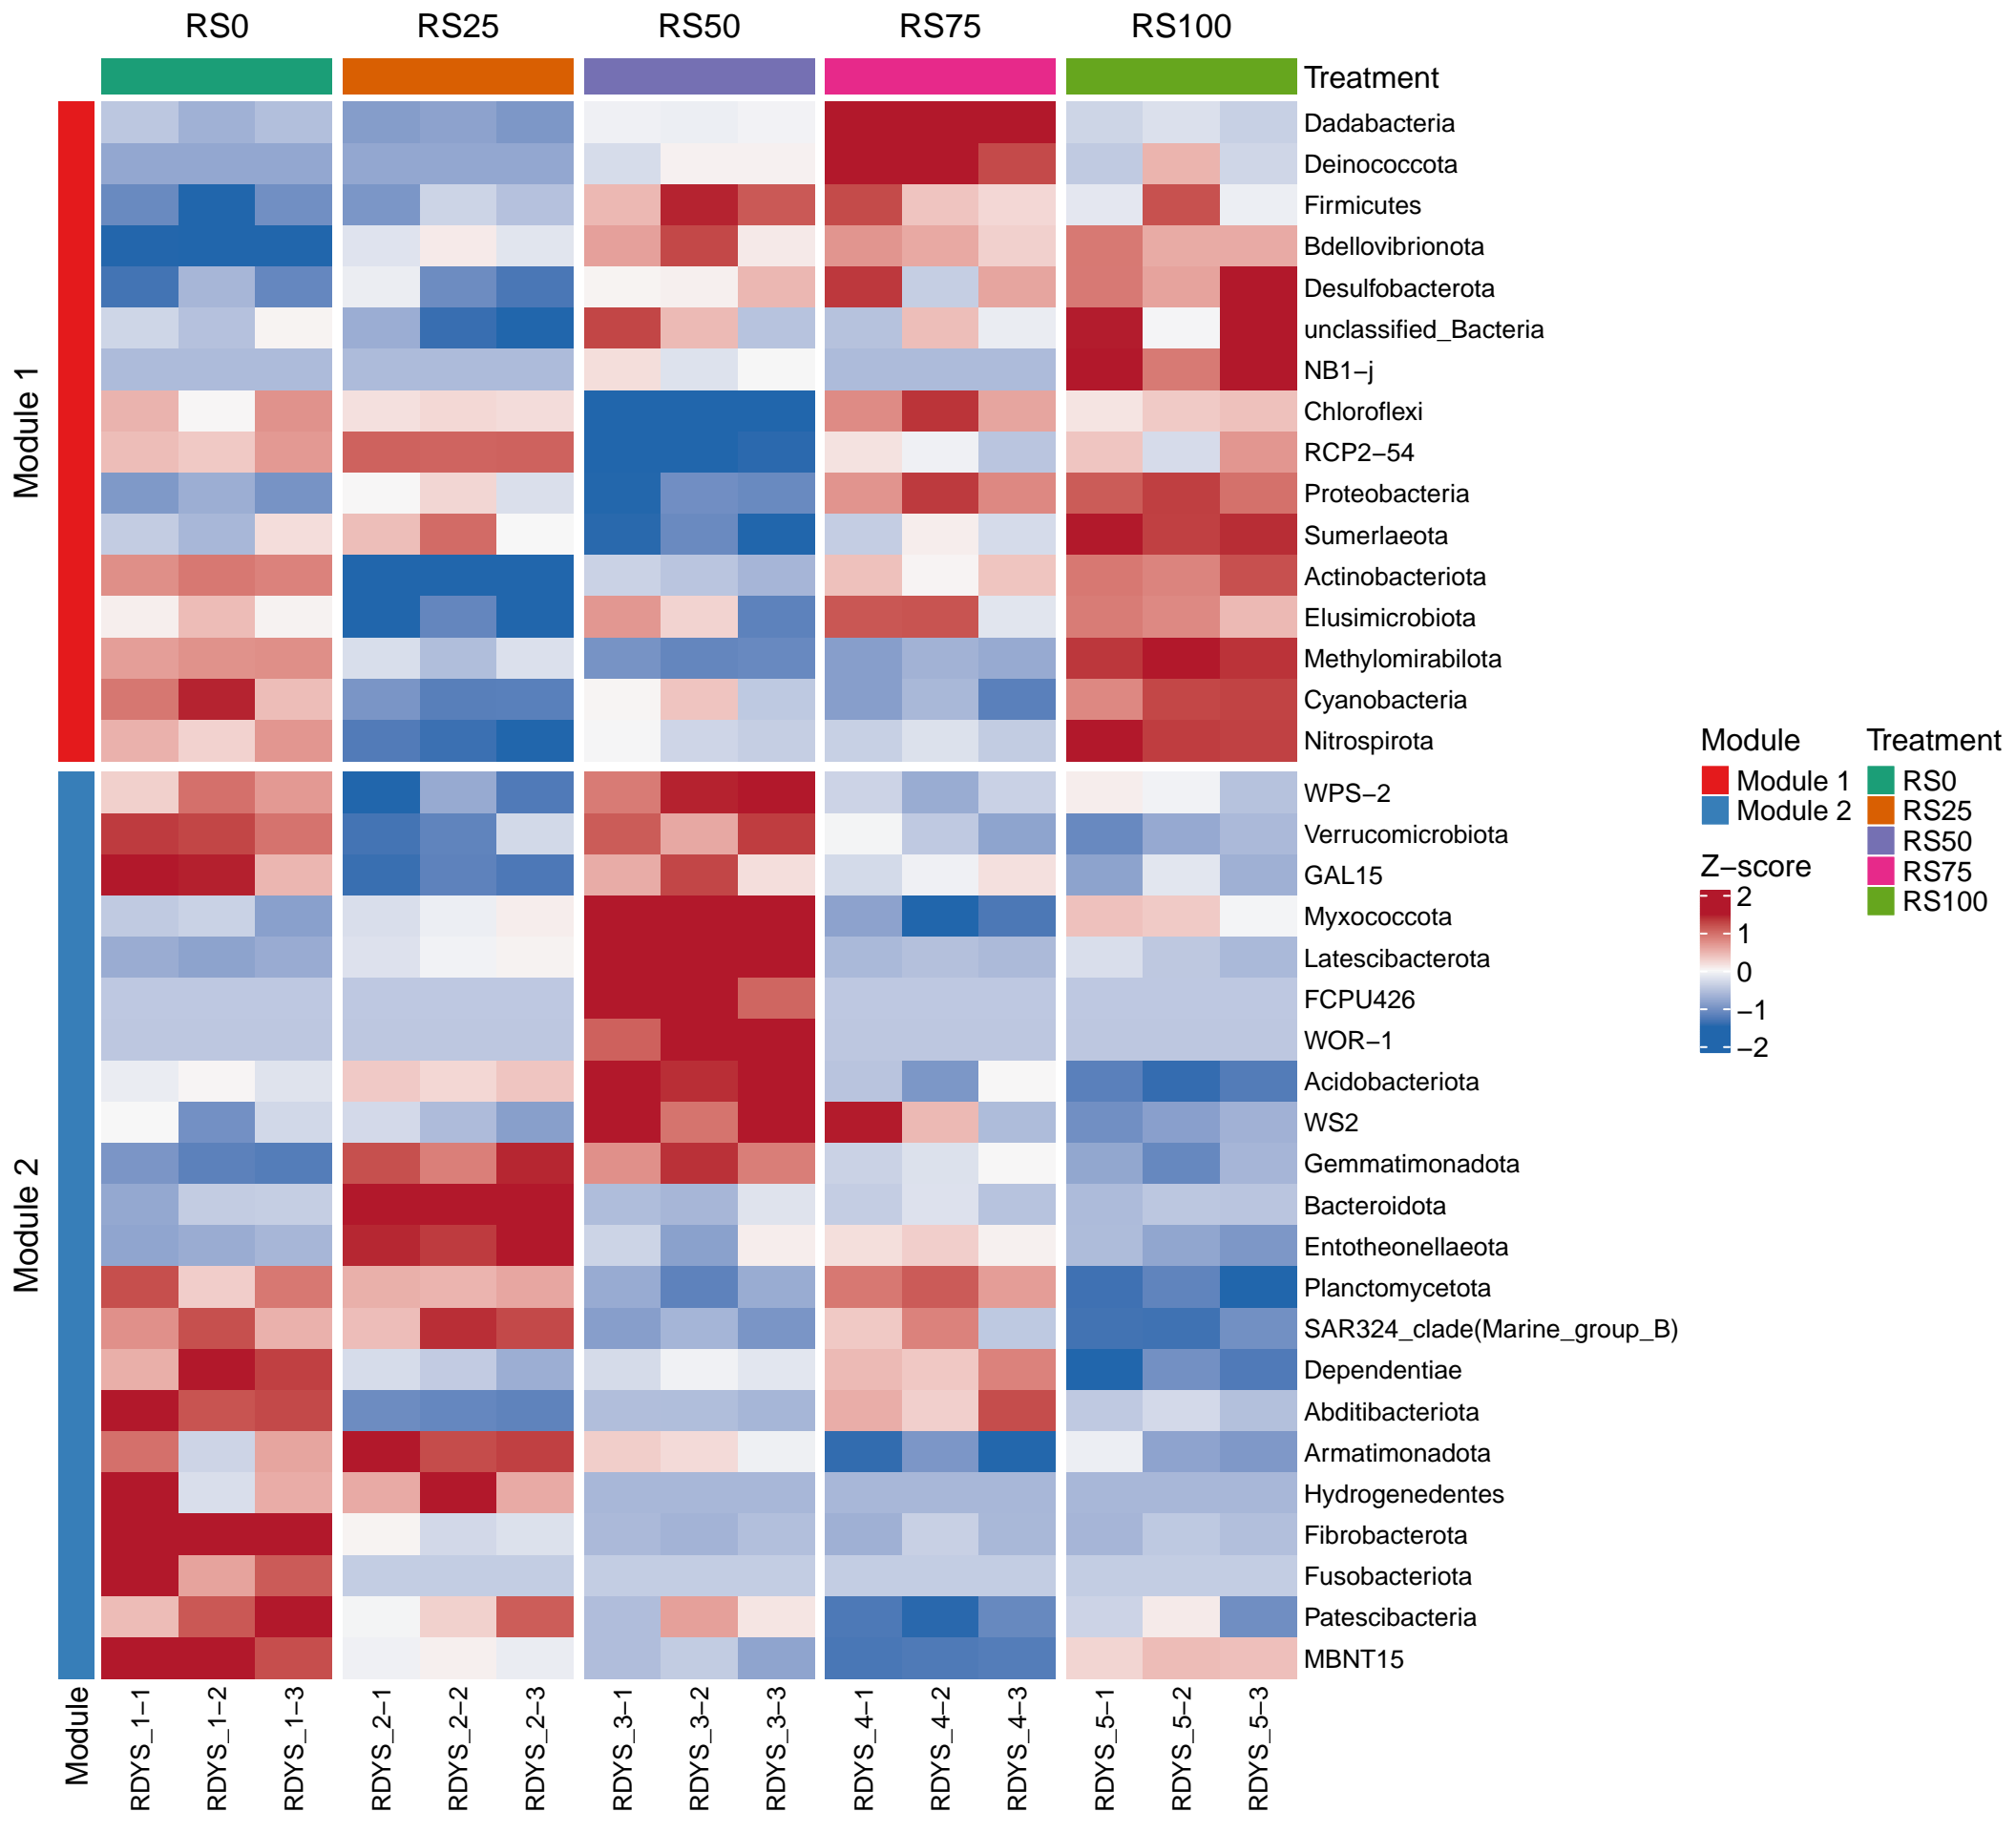 RS0 RS25 RS50 RS75 RS100
Treatment
Module 1
Dadabacteria
Deinococcota
Firmicutes
Bdellovibrionota
Desulfobacterota
unclassified_Bacteria
NB1−j
Chloroflexi
RCP2−54
Proteobacteria
Sumerlaeota
Actinobacteriota
Elusimicrobiota
Methylomirabilota
Cyanobacteria
Nitrospirota
Module 2
WPS−2
Verrucomicrobiota
GAL15
Myxococcota
Latescibacterota
FCPU426
WOR−1
Acidobacteriota
WS2
Gemmatimonadota
Bacteroidota
Entotheonellaeota
Planctomycetota
SAR324_clade(Marine_group_B)
Dependentiae
Abditibacteriota
Armatimonadota
Hydrogenedentes
Fibrobacterota
Fusobacteriota
Patescibacteria
MBNT15
Module
RDYS_1−1
RDYS_1−2
RDYS_1−3
RDYS_2−1
RDYS_2−2
RDYS_2−3
RDYS_3−1
RDYS_3−2
RDYS_3−3
RDYS_4−1
RDYS_4−2
RDYS_4−3
RDYS_5−1
RDYS_5−2
RDYS_5−3
Module
Module 1
Module 2
Z−score
2
1
0
−1
−2
Treatment
RS0
RS25
RS50
RS75
RS100